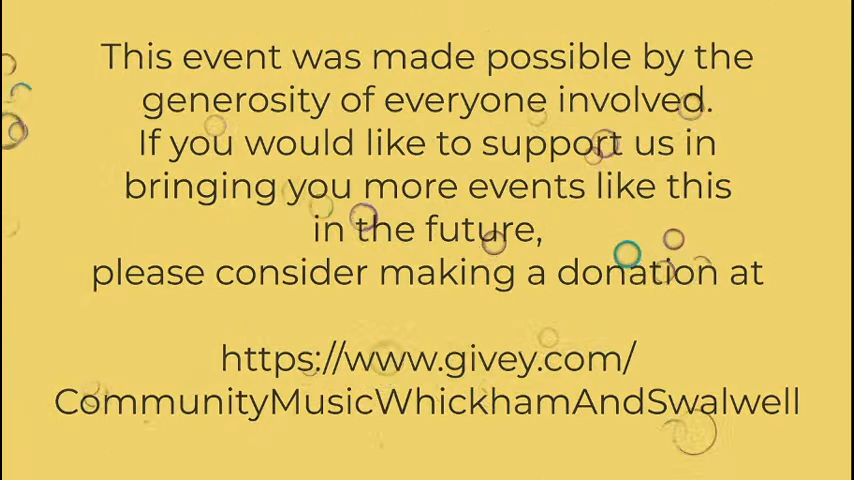 This event was made possible by the
generosity of everyone involved.
If you would like to support us in
bringing you more events like this
in the future,
please consider making a donation at
https://www.givey.com/
CommunityMusicWhickhamAndSwalwell